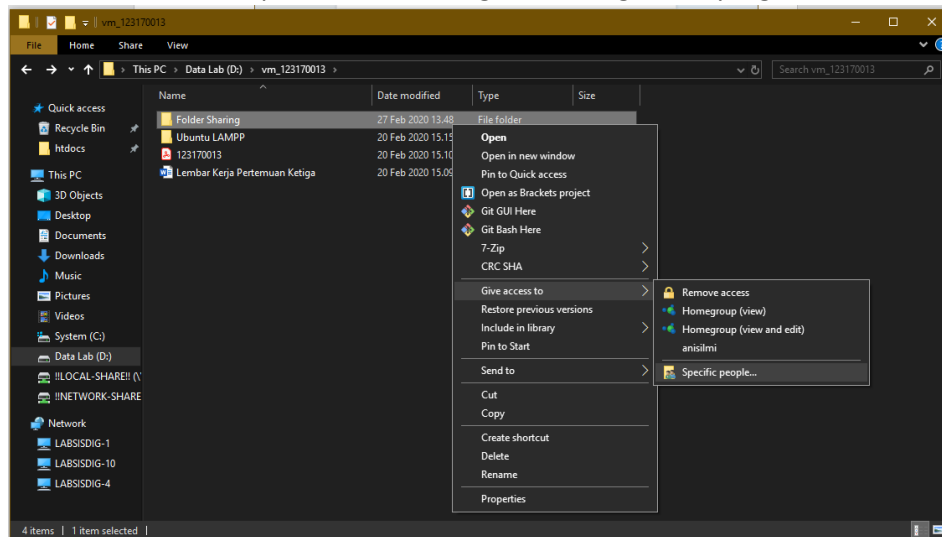 vm_123170013
File Home Share View
This PC > Data Lab (D:) > vm_123170013 >
Search vm_123170013
Name Date modified Type Size
Quick access
Recycle Bin
htdocs
This PC
3D Objects
Desktop
Documents
Downloads
Music
Pictures
Videos
System (C:)
Data Lab (D:)
!!LOCAL-SHARE!! (\
!!NETWORK-SHARE
Network
LABSISDIG-1
LABSISDIG-10
LABSISDIG-4
Folder Sharing 27 Feb 2020 13.48 File folder
Ubuntu LAMPP 20 Feb 2020 15.15
123170013 20 Feb 2020 15.10
Lembar Kerja Pertemuan Ketiga 20 Feb 2020 15.09
Open
Open in new window
Pin to Quick access
Open as Brackets project
Git GUI Here
Git Bash Here
7-Zip
CRC SHA
Give access to
Restore previous versions
Include in library
Pin to Start
Send to
Cut
Copy
Create shortcut
Delete
Rename
Properties
Remove access
Homegroup (view)
Homegroup (view and edit)
anisilmi
Specific people...
4 items 1 item selected